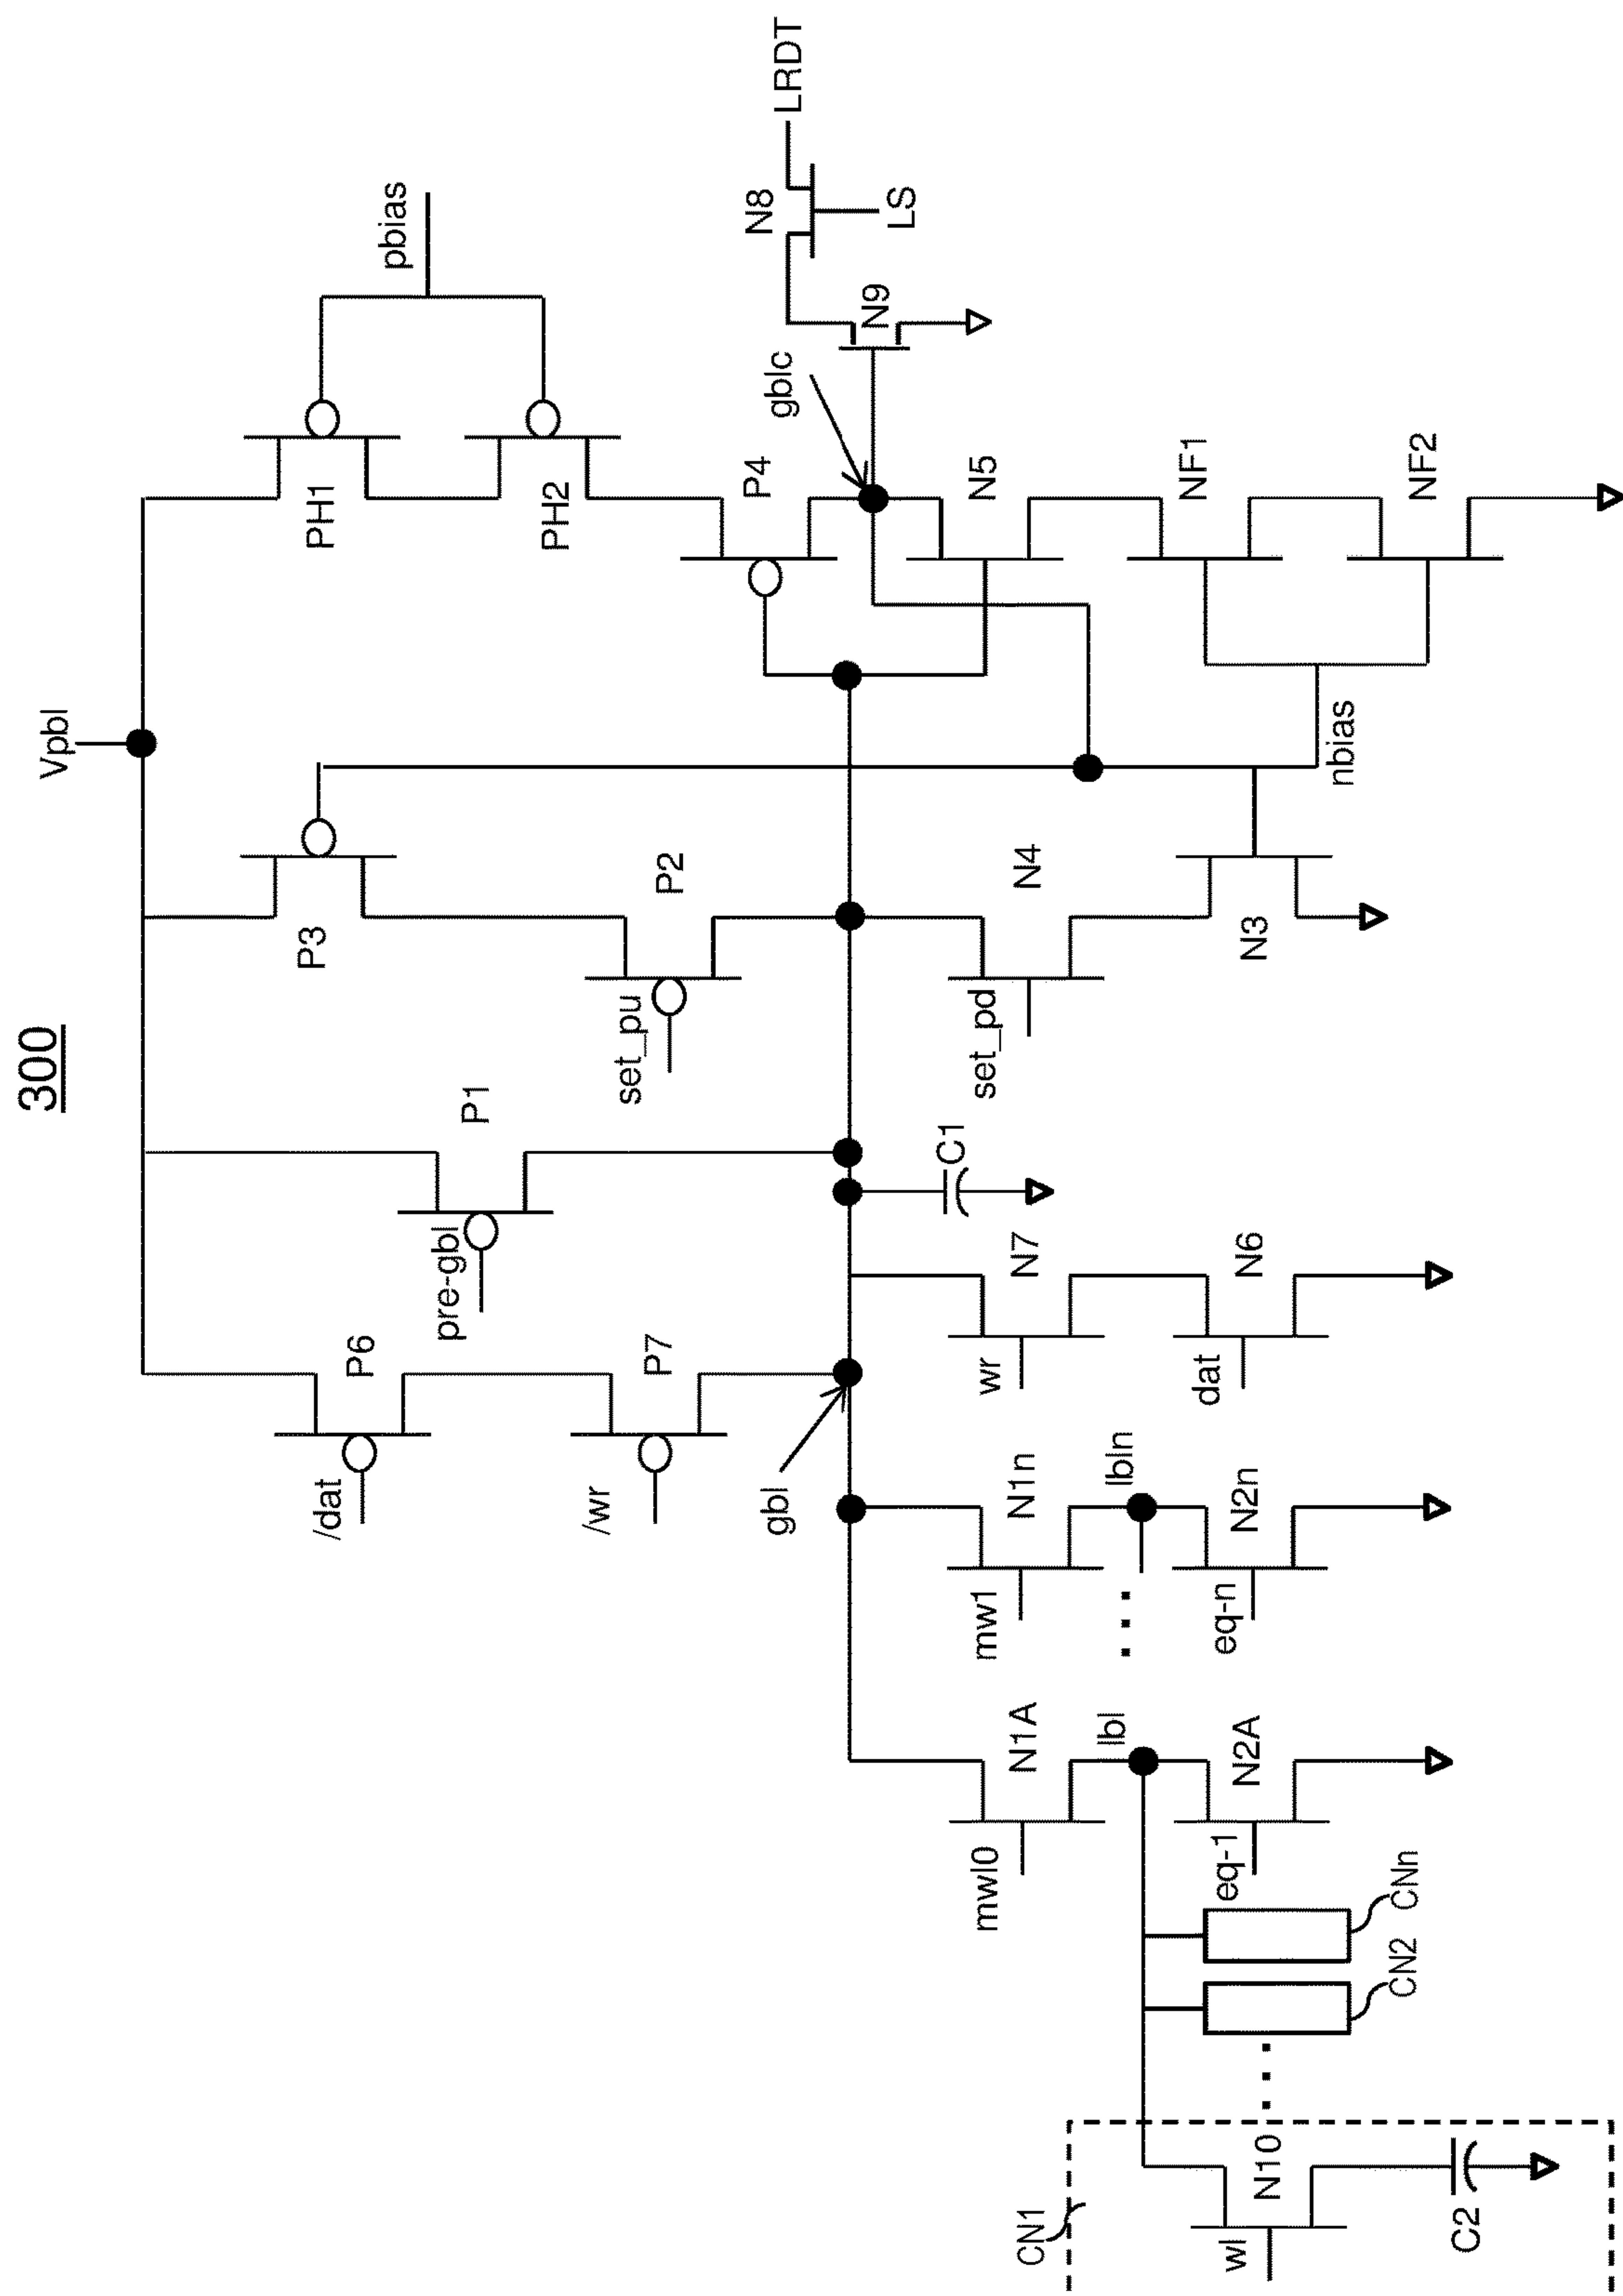 300
Vpbl
pbias
PH1
PH2
P3
P2
set_pu
P1
pre-gbl
P6
/dat
P7
/wr
P4
gblc
N9
N8
LS
LRDT
N5
NF1
NF2
nbias
N4
set_pd
N3
C1
gbl
N7
wr
N6
dat
N1n
mw1
lbln
N2n
eq-n
...
N1A
mwl0
lbl
N2A
eq-1
CNn
CN2
...
CN1
N10
wl
C2